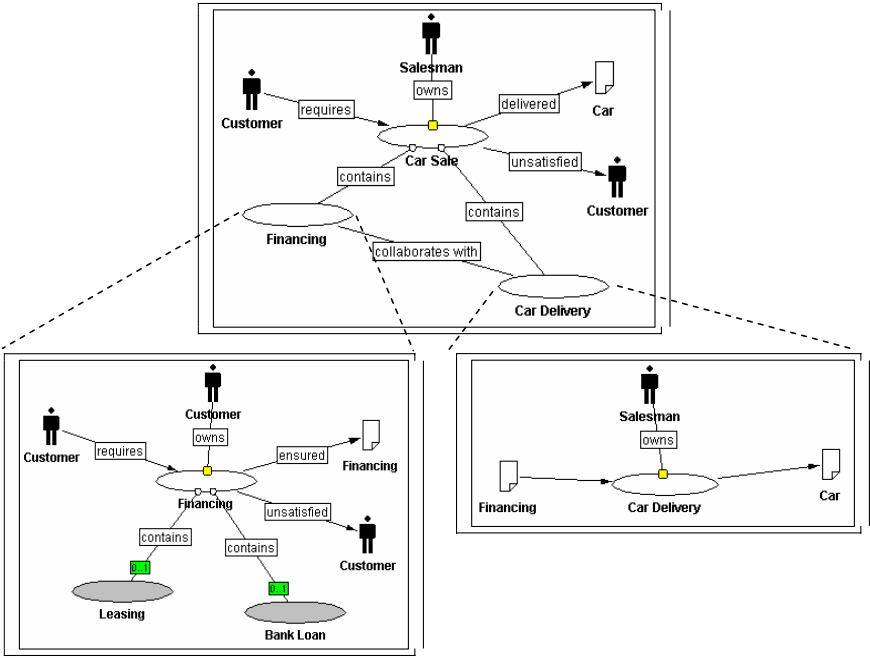 Salesman
owns
Customer
requires
delivered
Car
Car Sale
unsatisfied
Customer
contains
contains
Financing
collaborates with
Car Delivery
Customer
owns
Customer
requires
ensured
Financing
Financing
unsatisfied
Customer
contains
contains
0..1
0..1
Leasing
Bank Loan
Salesman
owns
Financing
Car Delivery
Car